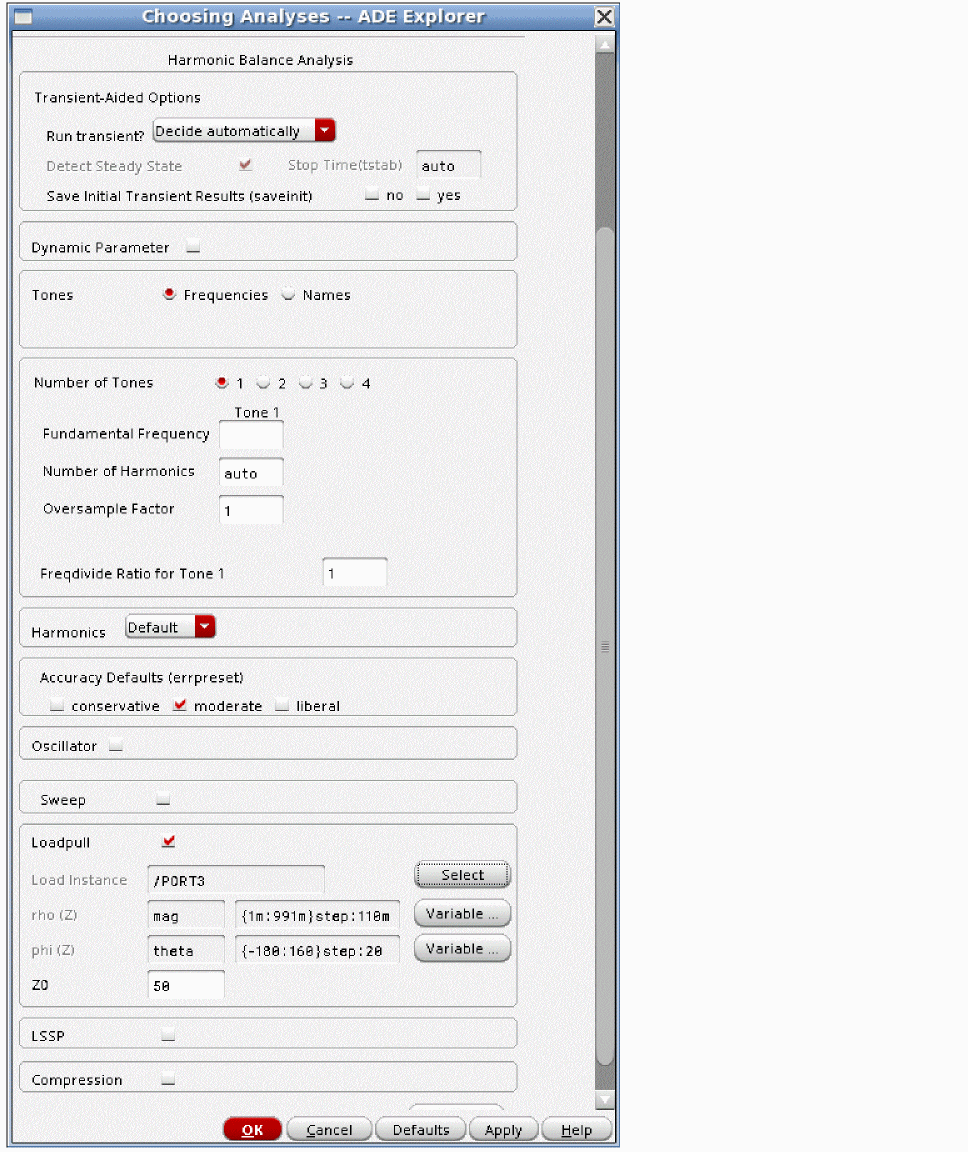 Choosing Analyses -- ADE Explorer
Harmonic Balance Analysis
Transient-Aided Options
Run transient? Decide automatically
Detect Steady State Stop Time(tstab) auto
Save Initial Transient Results (saveinit) no yes
Dynamic Parameter
Tones Frequencies Names
Number of Tones 1 2 3 4
Tone 1
Fundamental Frequency
Number of Harmonics auto
Oversample Factor 1
Freqdivide Ratio for Tone 1 1
Harmonics Default
Accuracy Defaults (errpreset)
conservative moderate liberal
Oscillator
Sweep
Loadpull
Load Instance /PORT3 Select
rho (Z) mag {1m:991m}step:110m Variable ...
phi (Z) theta {-180:160}step:20 Variable ...
Z0 50
LSSP
Compression
OK Cancel Defaults Apply Help